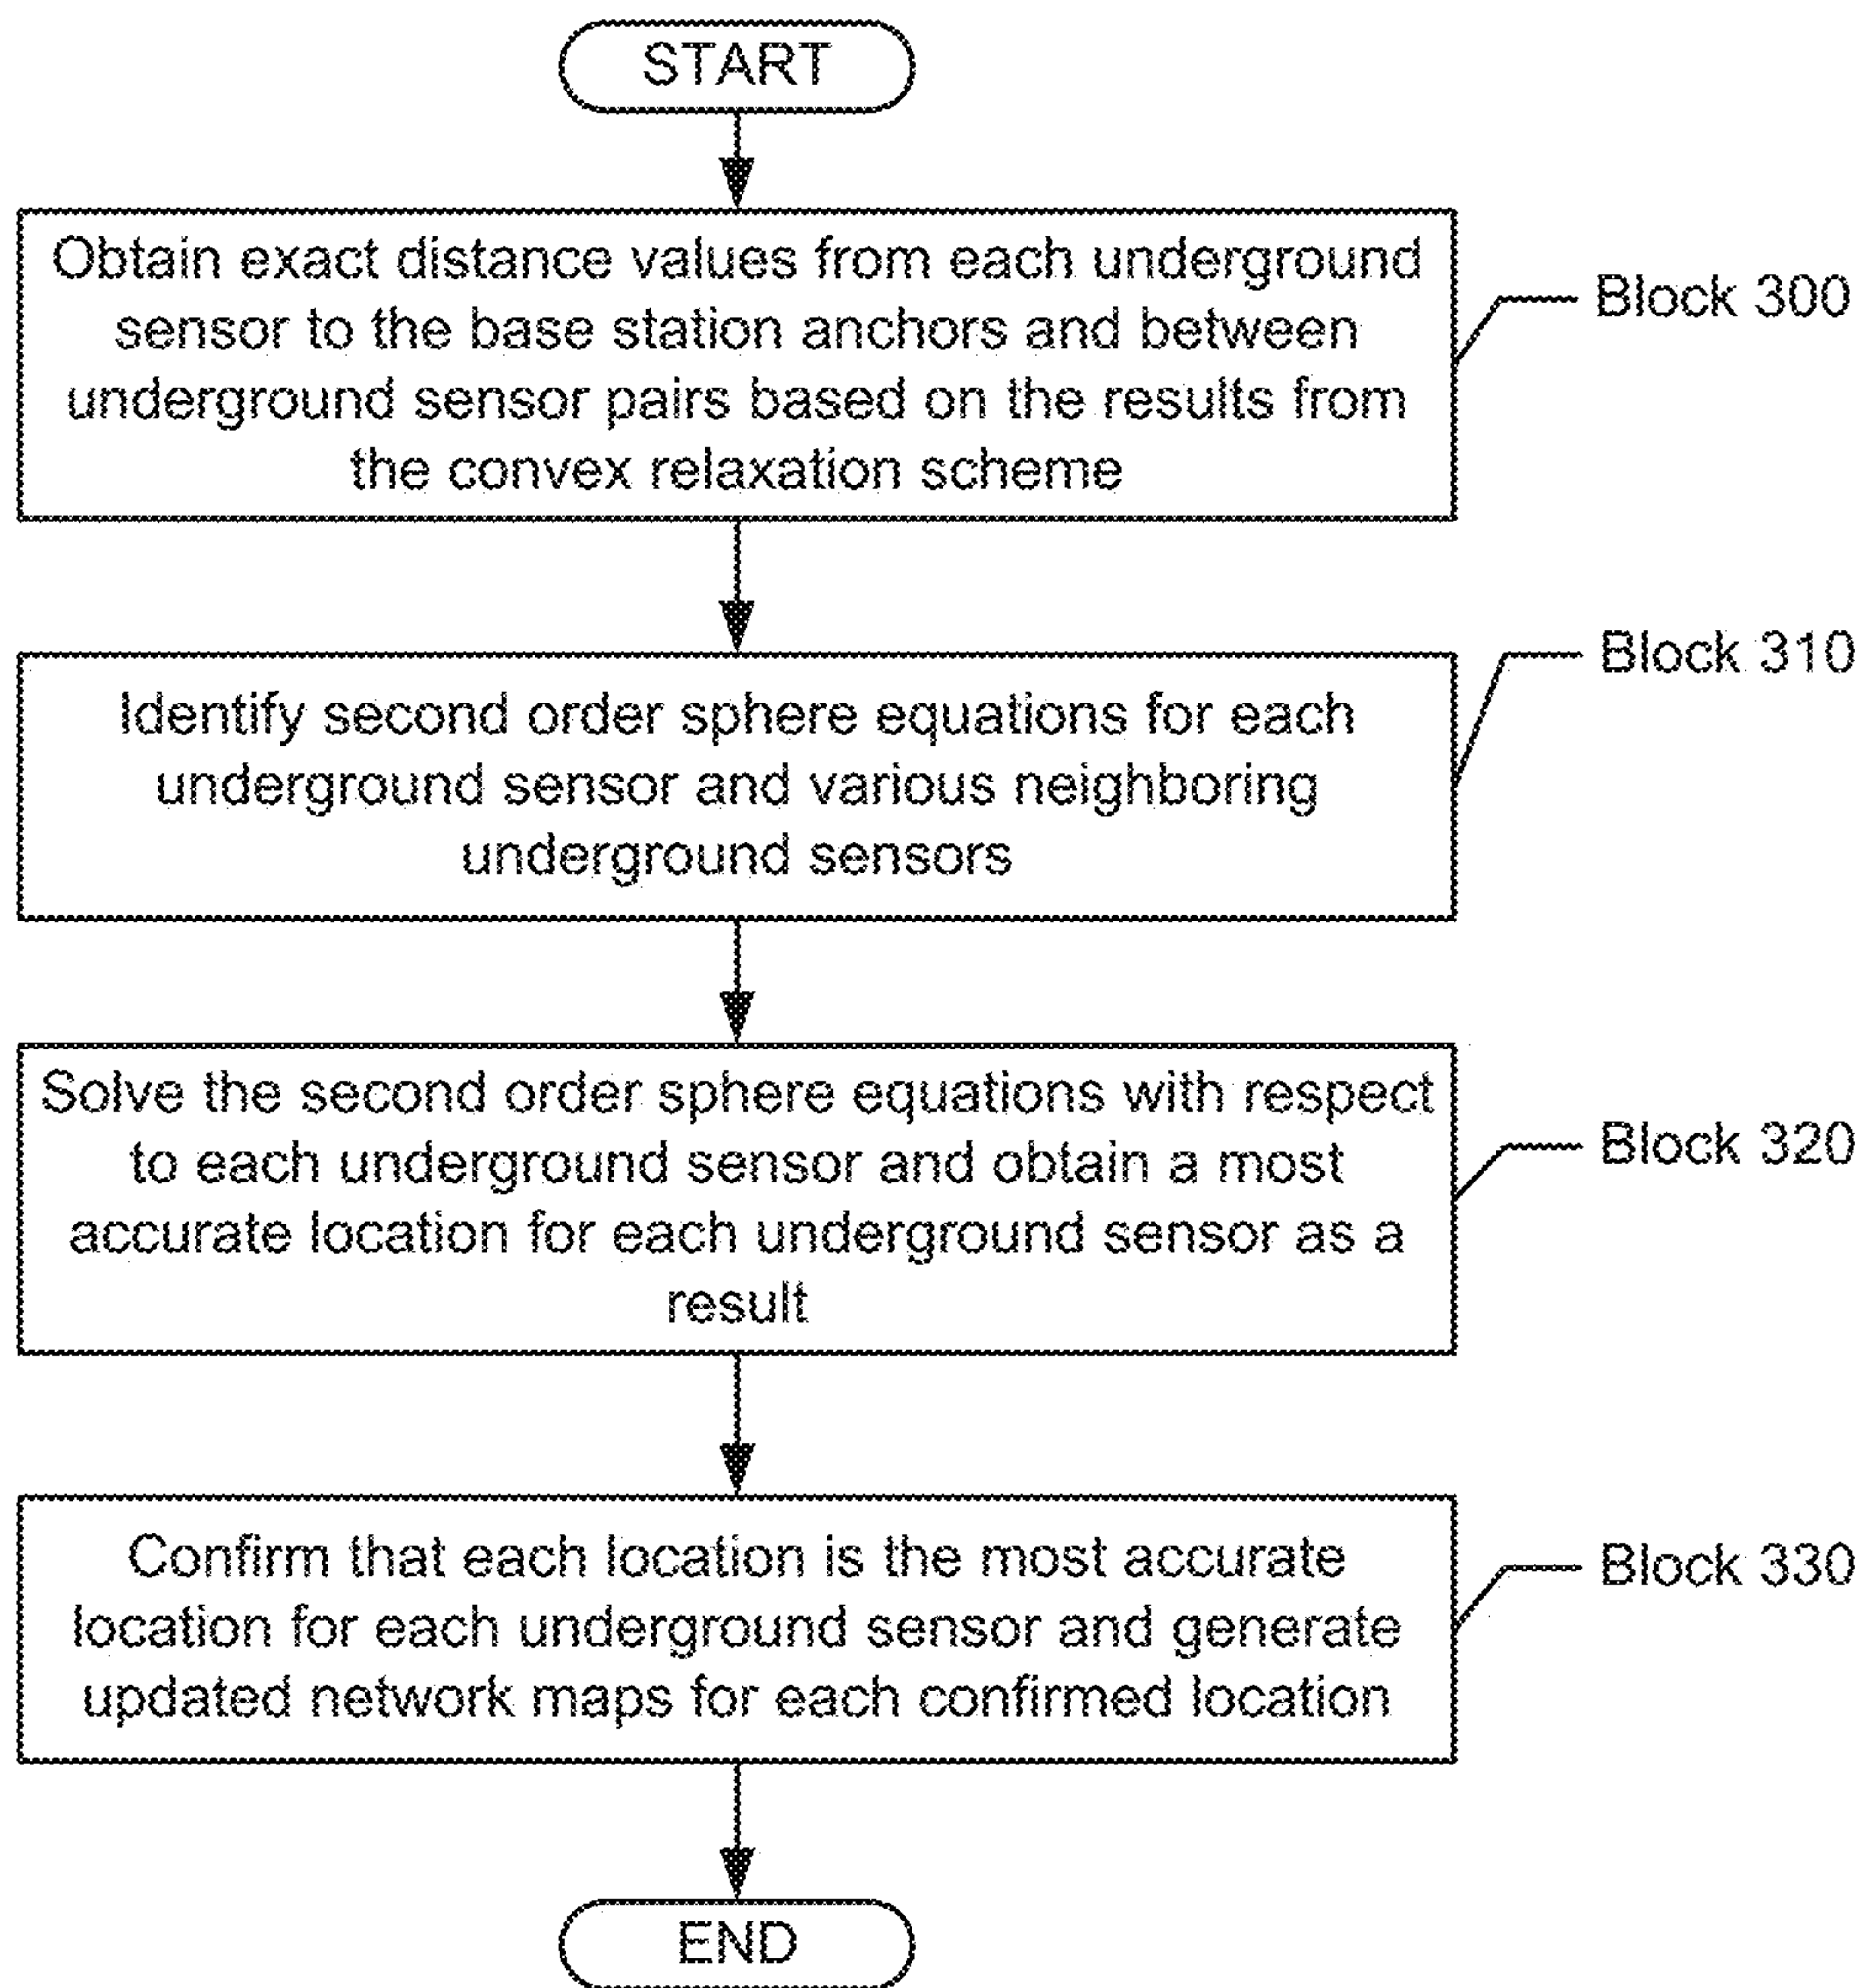 START
Obtain exact distance values from each underground
sensor to the base station anchors and between
underground sensor pairs based on the results from
the convex relaxation scheme
Block 300
Identify second order sphere equations for each
underground sensor and various neighboring
underground sensors
Block 310
Solve the second order sphere equations with respect
to each underground sensor and obtain a most
accurate location for each underground sensor as a
result
Block 320
Confirm that each location is the most accurate
location for each underground sensor and generate
updated network maps for each confirmed location
Block 330
END